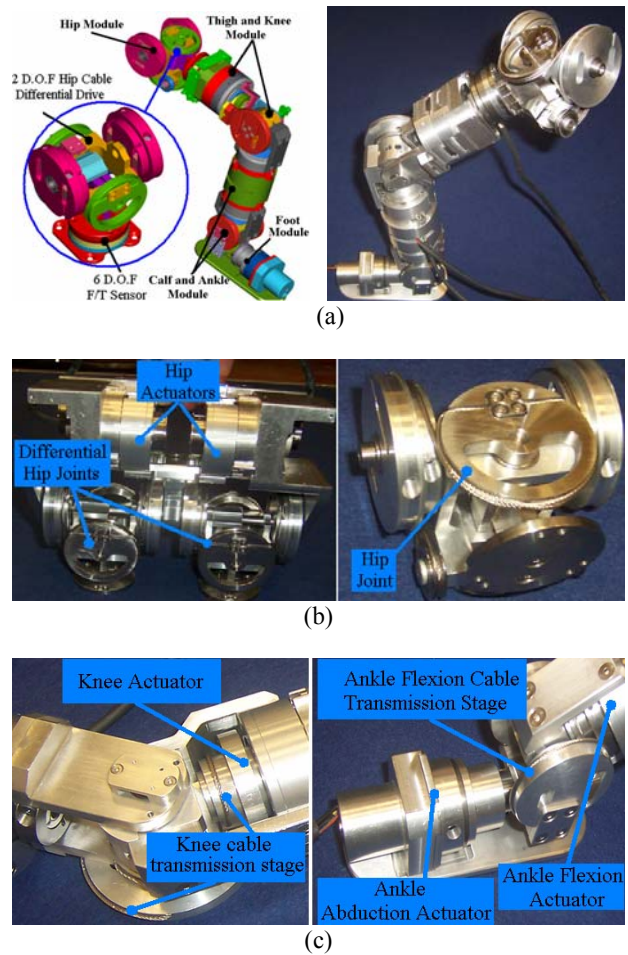 Hip Module
Thigh and Knee
Module
2 D.O.F Hip Cable
Differential Drive
Foot
Module
6 D.O.F
F/T Sensor
Calf and Ankle
Module
(a)
Hip
Actuators
Differential
Hip Joints
Hip
Joint
(b)
Knee Actuator
Knee cable
transmission stage
Ankle Flexion Cable
Transmission Stage
Ankle
Abduction Actuator
Ankle Flexion
Actuator
(c)